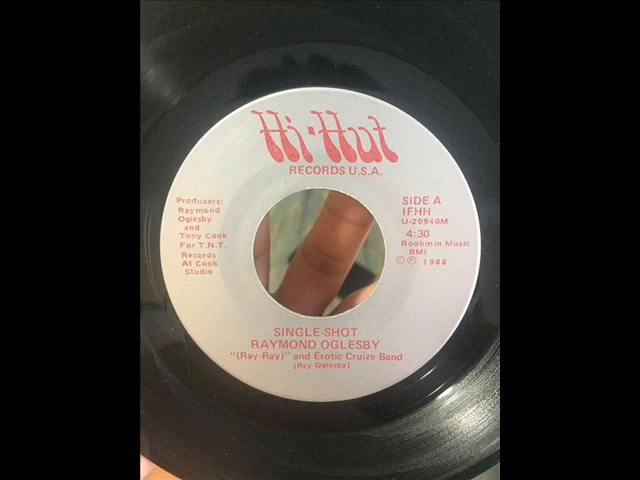 Hi-Hut
RECORDS U.S.A.
Producers:
Raymond
Oglesby
and
Tony Cook
For T.N.T.
Records
At Cook
Studio
SIDE A
IFHH
U-20940M
4:30
Rookmin Music
BMI
© ℗ 1988
SINGLE-SHOT
RAYMOND OGLESBY
"(Ray-Ray)" and Erotic Cruize Band
(Ray Oglesby)